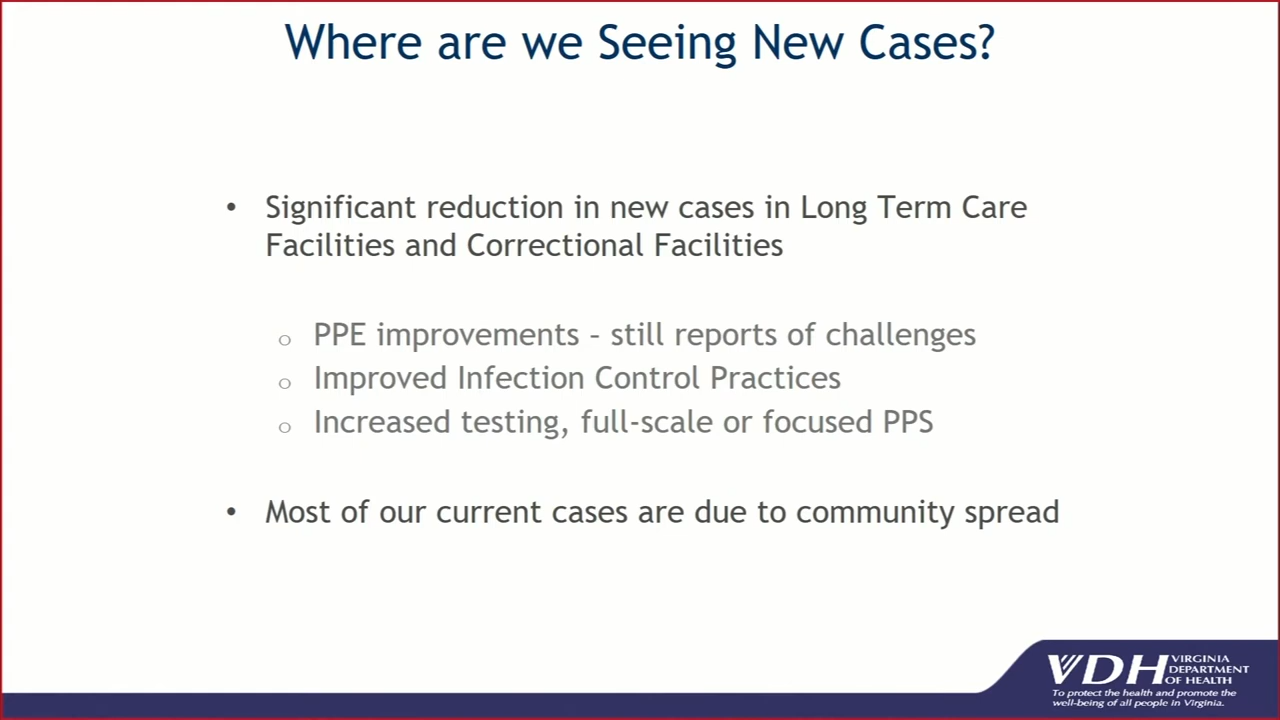 Where are we Seeing New Cases?
• Significant reduction in new cases in Long Term Care
Facilities and Correctional Facilities
o PPE improvements – still reports of challenges
o Improved Infection Control Practices
o Increased testing, full-scale or focused PPS
• Most of our current cases are due to community spread
VDH VIRGINIA
DEPARTMENT
OF HEALTH
To protect the health and promote the
well-being of all people in Virginia.